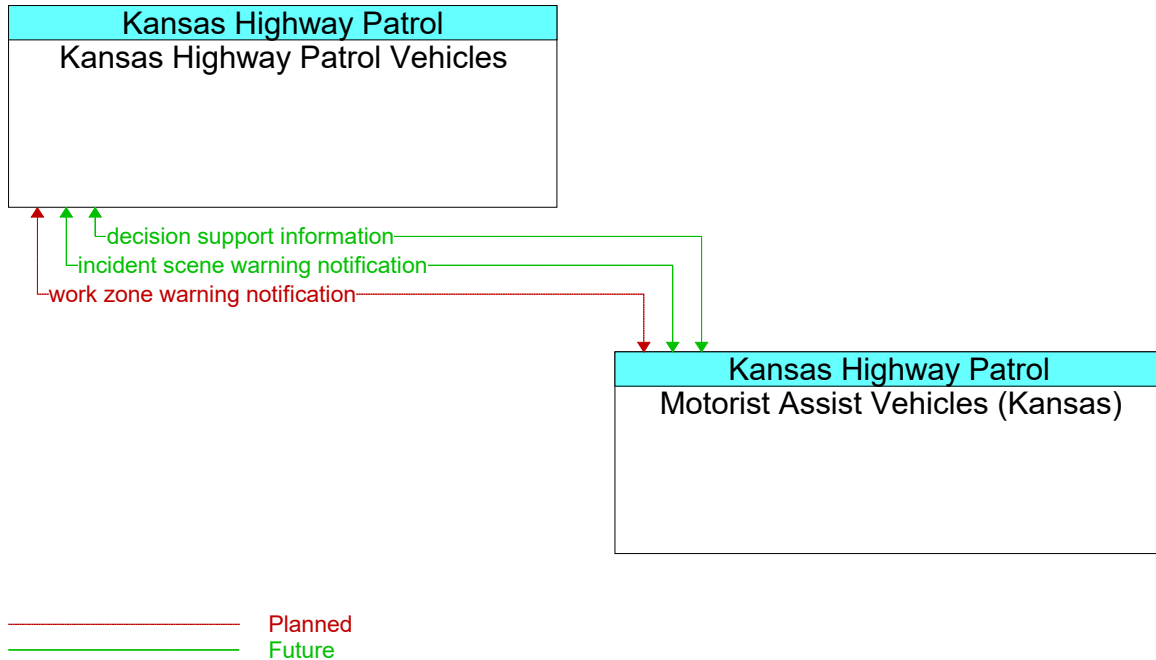 Kansas Highway Patrol
Kansas Highway Patrol Vehicles
decision support information
incident scene warning notification
work zone warning notification
Kansas Highway Patrol
Motorist Assist Vehicles (Kansas)
Planned
Future